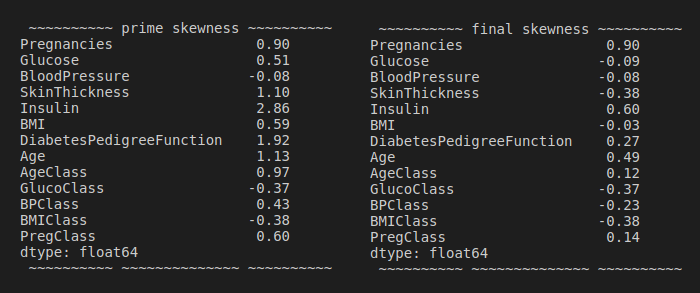 ~~~~~~~~~~ prime skewness ~~~~~~~~~~
Pregnancies 0.90
Glucose 0.51
BloodPressure -0.08
SkinThickness 1.10
Insulin 2.86
BMI 0.59
DiabetesPedigreeFunction 1.92
Age 1.13
AgeClass 0.97
GlucoClass -0.37
BPClass 0.43
BMIClass -0.38
PregClass 0.60
dtype: float64
~~~~~~~~~~ ~~~~~~~~~~~~~~ ~~~~~~~~~~
~~~~~~~~~~ final skewness ~~~~~~~~~~
Pregnancies 0.90
Glucose -0.09
BloodPressure -0.08
SkinThickness -0.38
Insulin 0.60
BMI -0.03
DiabetesPedigreeFunction 0.27
Age 0.49
AgeClass 0.12
GlucoClass -0.37
BPClass -0.23
BMIClass -0.38
PregClass 0.14
dtype: float64
~~~~~~~~~~ ~~~~~~~~~~~~~~ ~~~~~~~~~~